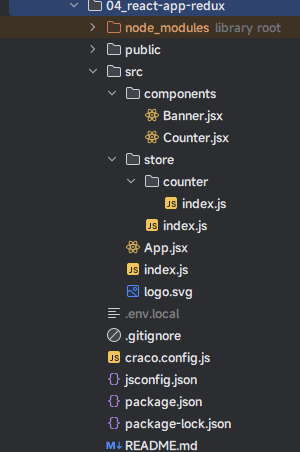 04_react-app-redux
node_modules library root
public
src
components
Banner.jsx
Counter.jsx
store
counter
JS index.js
JS index.js
App.jsx
JS index.js
logo.svg
.env.local
.gitignore
JS craco.config.js
jsconfig.json
package.json
package-lock.json
M↓ README.md